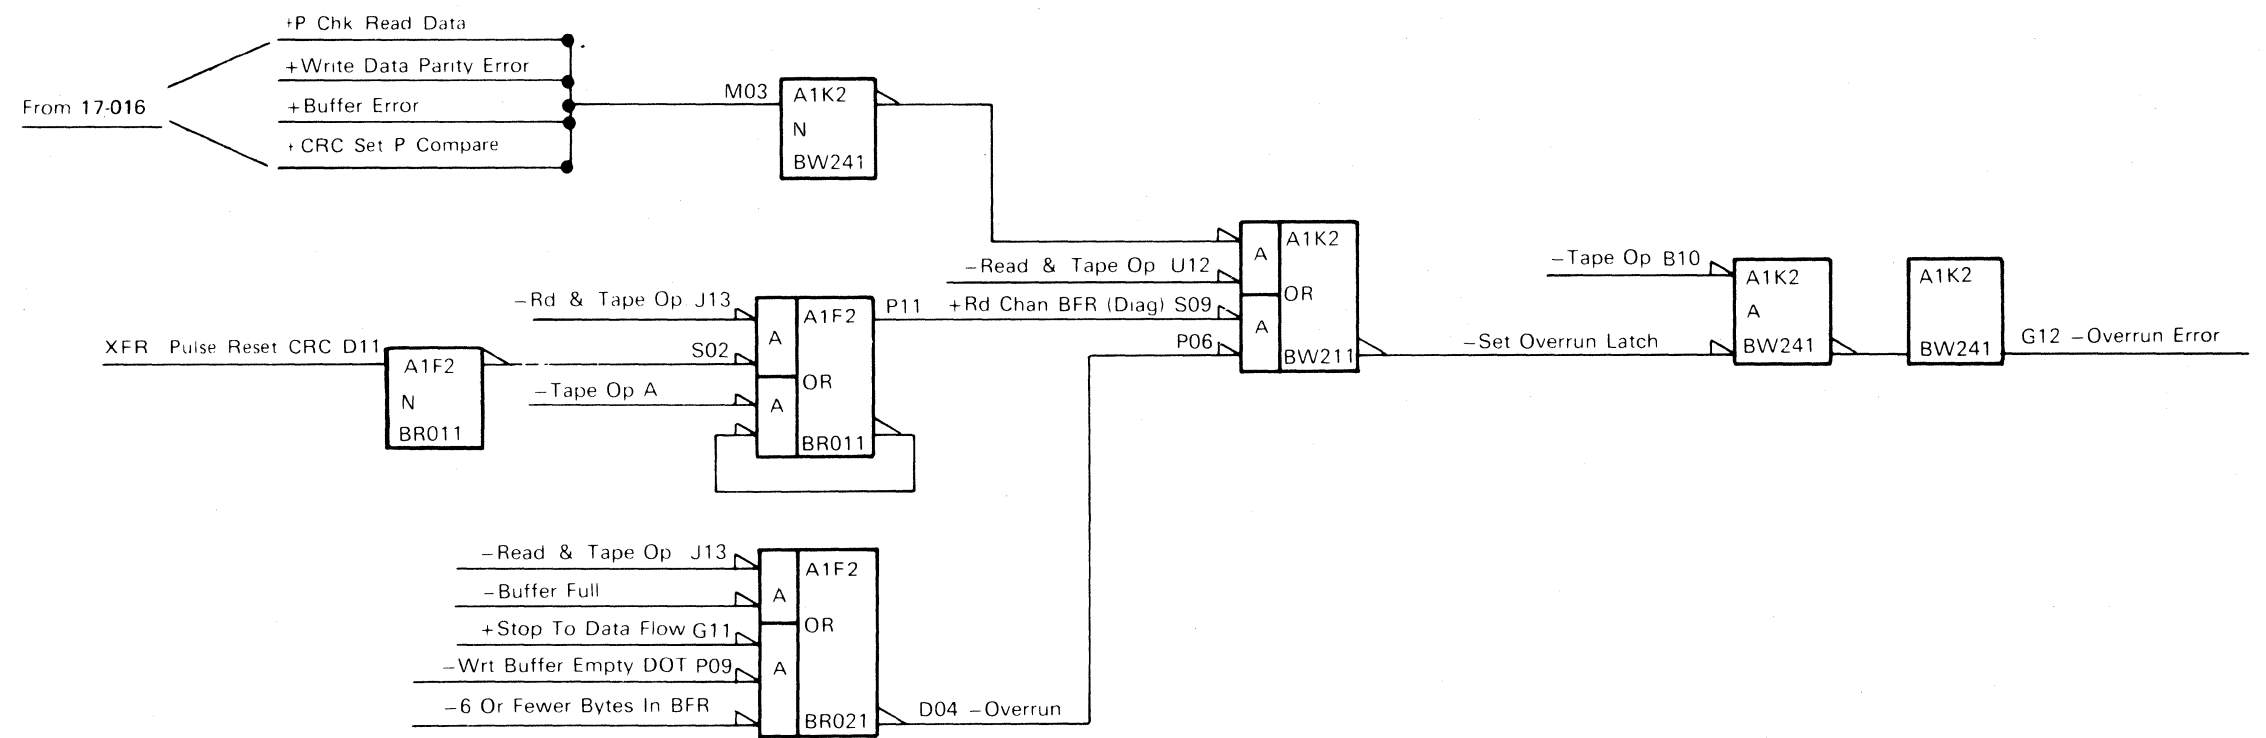 +P Chk Read Data
+Write Data Parity Error
+Buffer Error
+CRC Set P Compare
From 17-016
M03
A1K2
N
BW241
XFR Pulse Reset CRC D11
A1F2
N
BR011
-Rd & Tape Op J13
S02
-Tape Op A
A
A
A1F2
OR
BR011
P11
-Read & Tape Op J13
-Buffer Full
+Stop To Data Flow G11
-Wrt Buffer Empty DOT P09
-6 Or Fewer Bytes In BFR
A
A
A1F2
OR
BR021
D04 -Overrun
-Read & Tape Op U12
+Rd Chan BFR (Diag) S09
P06
A
A
A1K2
OR
BW211
-Set Overrun Latch
-Tape Op B10
A1K2
A
BW241
A1K2
BW241
G12 -Overrun Error